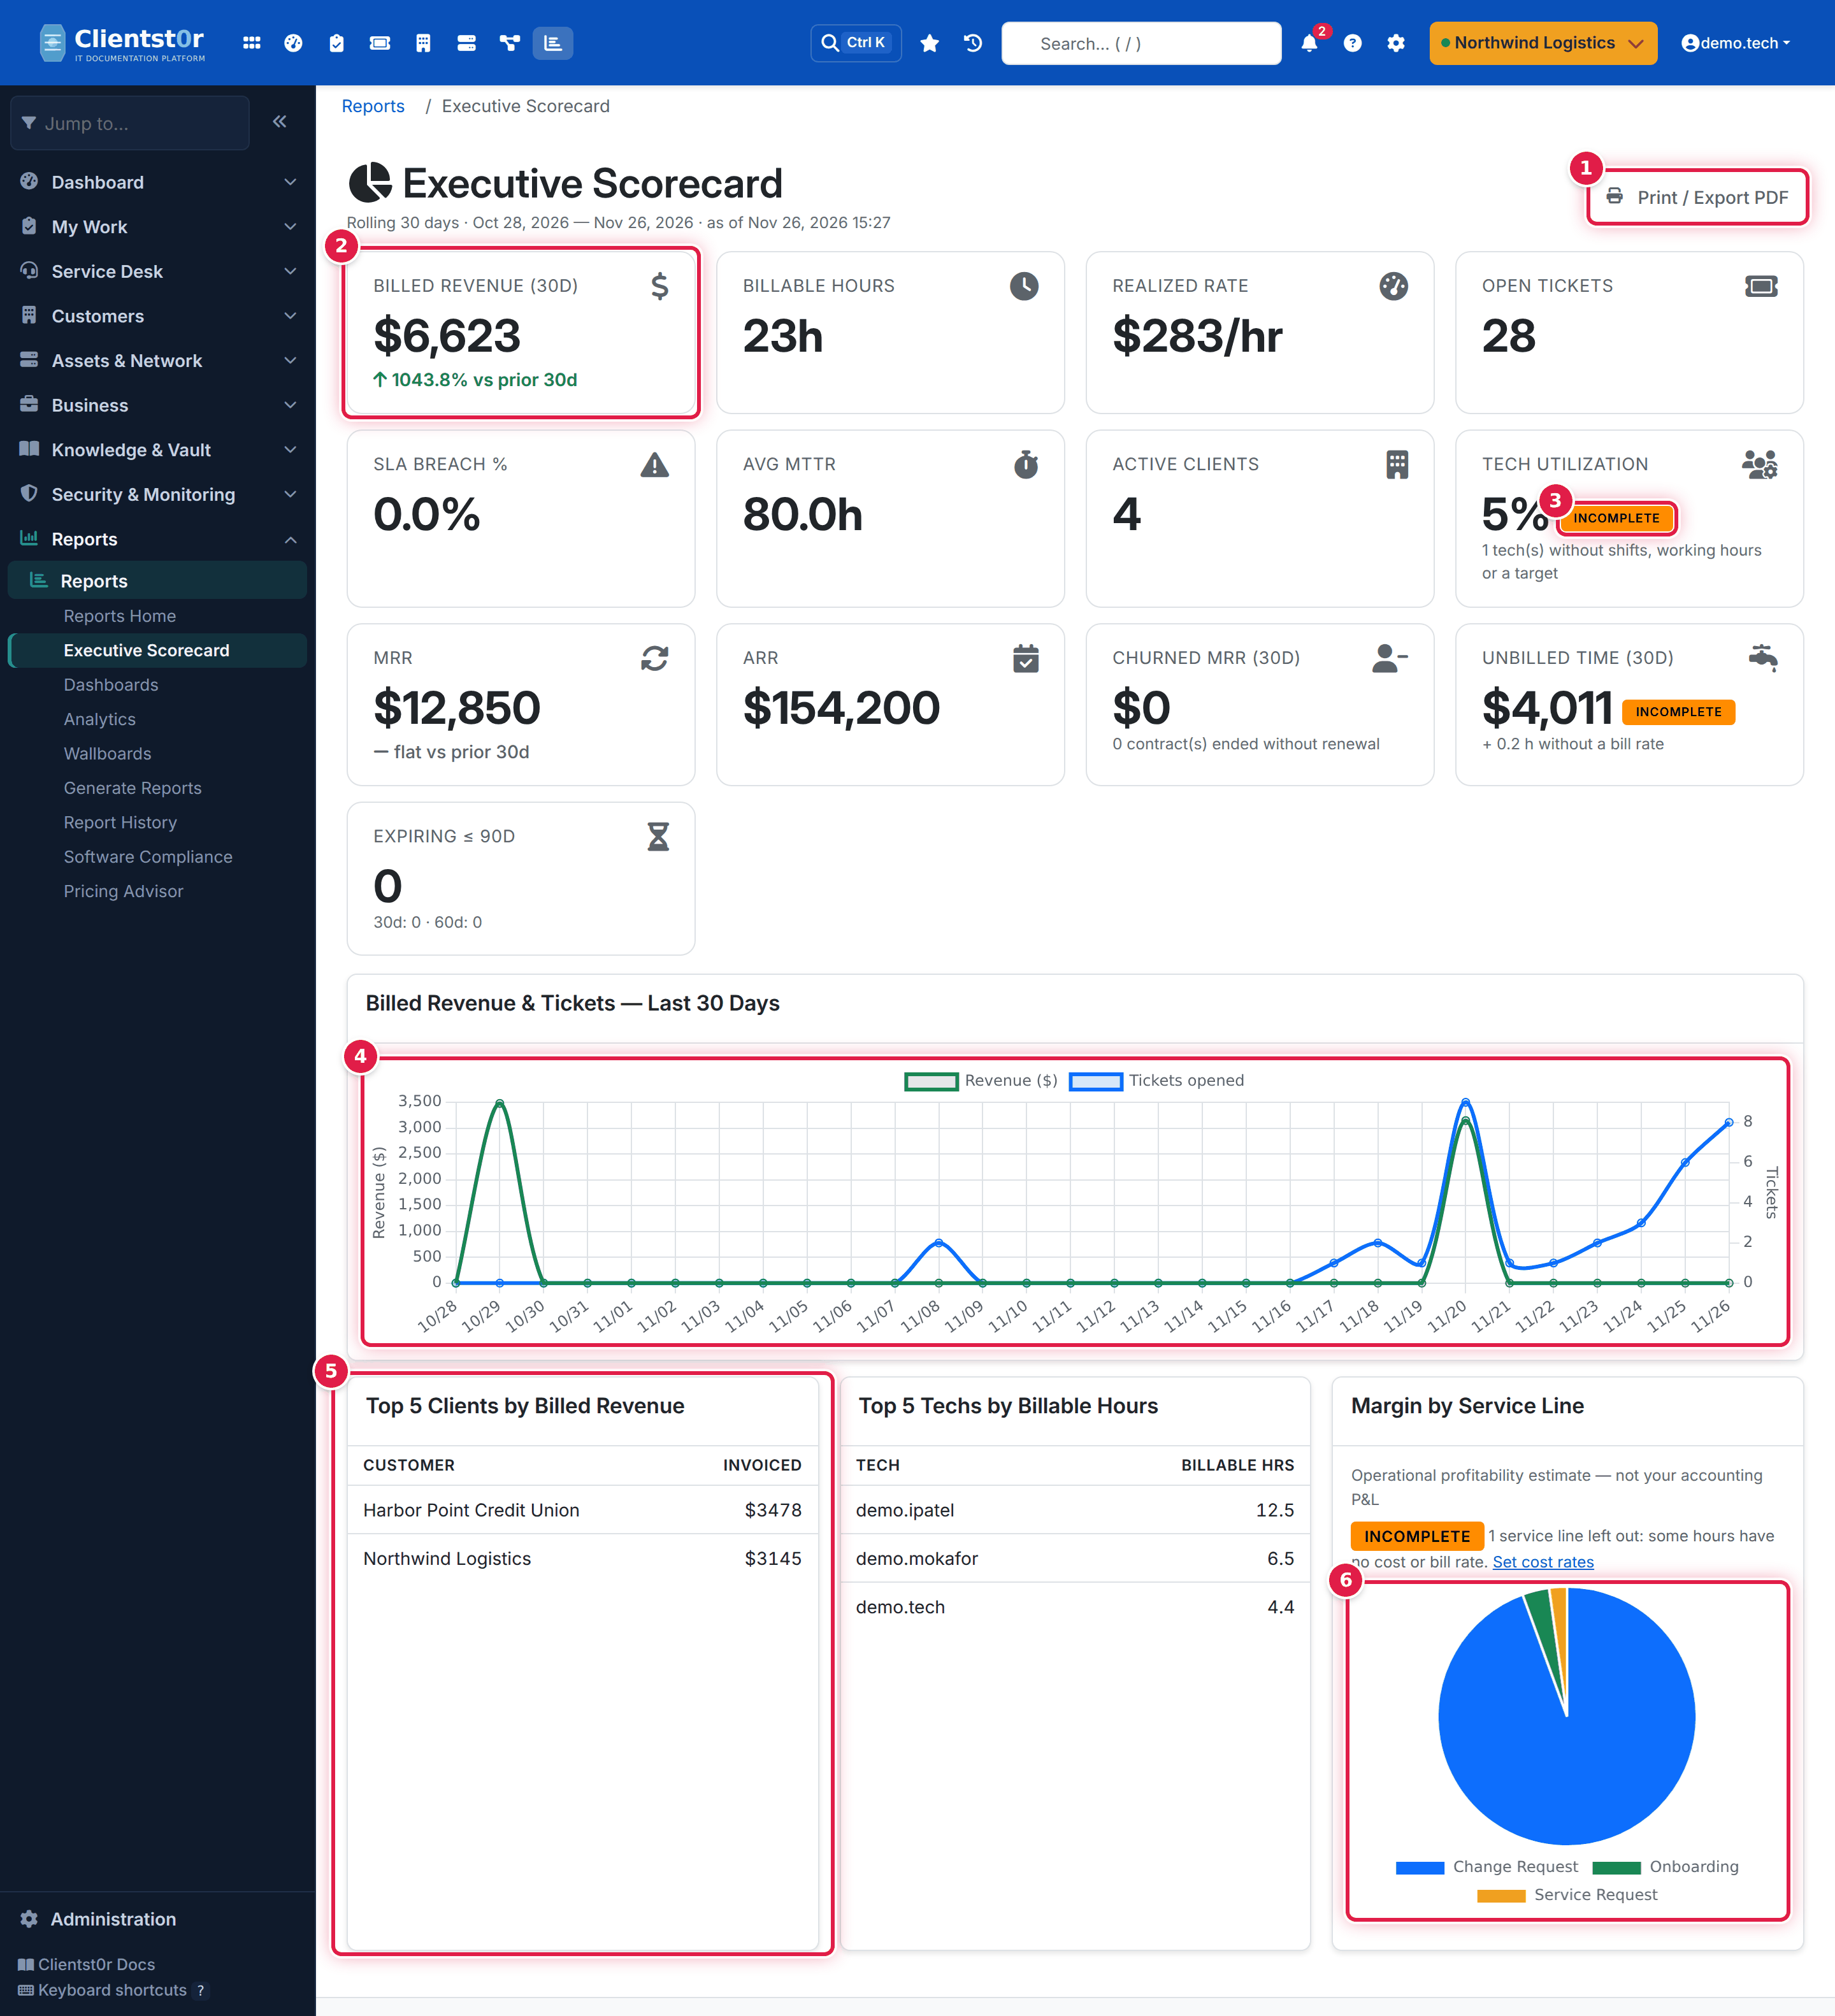 Clientst0r
IT DOCUMENTATION PLATFORM
Ctrl K
Search... ( / )
2
?
Northwind Logistics
demo.tech
Jump to...
Dashboard
My Work
Service Desk
Customers
Assets & Network
Business
Knowledge & Vault
Security & Monitoring
Reports
Reports
Reports Home
Executive Scorecard
Dashboards
Analytics
Wallboards
Generate Reports
Report History
Software Compliance
Pricing Advisor
Administration
Clientst0r Docs
Keyboard shortcuts ?
Reports / Executive Scorecard
Executive Scorecard
Rolling 30 days · Oct 28, 2026 — Nov 26, 2026 · as of Nov 26, 2026 15:27
1
Print / Export PDF
2
BILLED REVENUE (30D)
$6,623
1043.8% vs prior 30d
BILLABLE HOURS
23h
REALIZED RATE
$283/hr
OPEN TICKETS
28
SLA BREACH %
0.0%
AVG MTTR
80.0h
ACTIVE CLIENTS
4
TECH UTILIZATION
5%
3
INCOMPLETE
1 tech(s) without shifts, working hours
or a target
MRR
$12,850
— flat vs prior 30d
ARR
$154,200
CHURNED MRR (30D)
$0
0 contract(s) ended without renewal
UNBILLED TIME (30D)
$4,011 INCOMPLETE
+ 0.2 h without a bill rate
EXPIRING ≤ 90D
0
30d: 0 · 60d: 0
Billed Revenue & Tickets — Last 30 Days
4
Revenue ($) Tickets opened
Revenue ($)
3,500
3,000
2,500
2,000
1,500
1,000
500
0
8
6
4
2
0
Tickets
10/28 10/29 10/30 10/31 11/01 11/02 11/03 11/04 11/05 11/06 11/07 11/08 11/09 11/10 11/11 11/12 11/13 11/14 11/15 11/16 11/17 11/18 11/19 11/20 11/21 11/22 11/23 11/24 11/25 11/26
5
Top 5 Clients by Billed Revenue
CUSTOMER INVOICED
Harbor Point Credit Union $3478
Northwind Logistics $3145
Top 5 Techs by Billable Hours
TECH BILLABLE HRS
demo.ipatel 12.5
demo.mokafor 6.5
demo.tech 4.4
Margin by Service Line
Operational profitability estimate — not your accounting
P&L
INCOMPLETE 1 service line left out: some hours have
no cost or bill rate. Set cost rates
6
Change Request Onboarding
Service Request